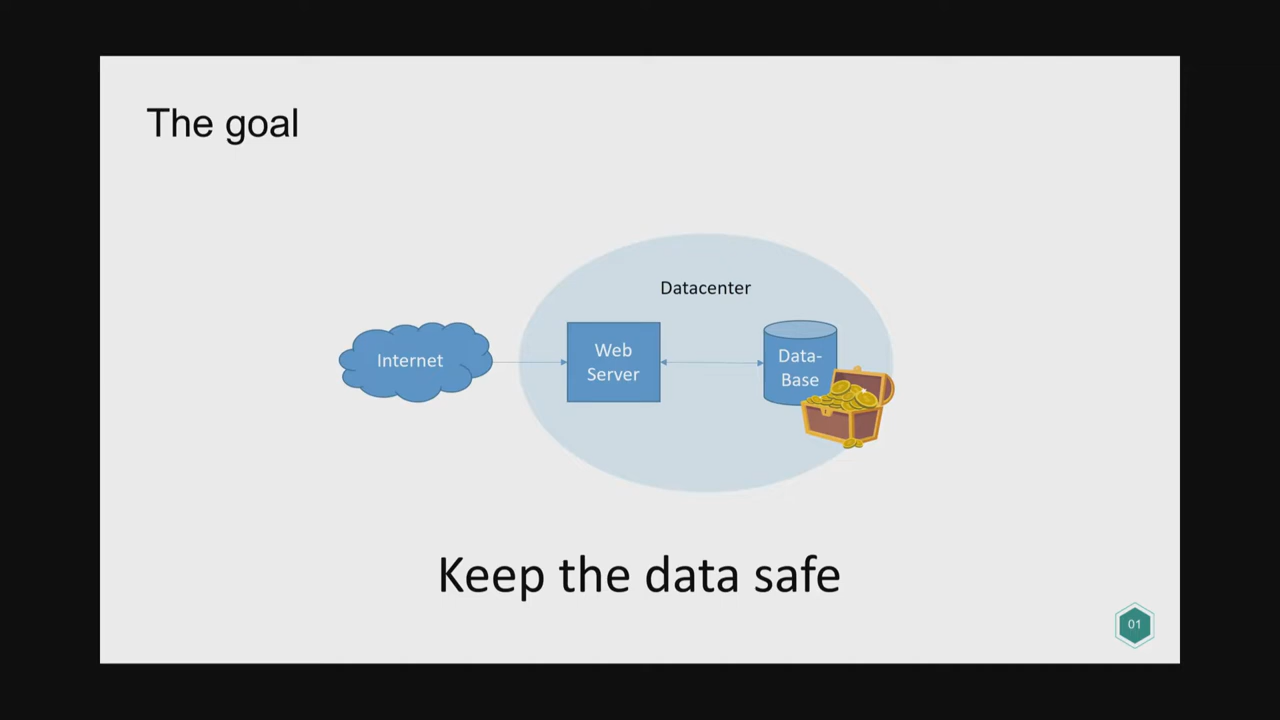 The goal
Datacenter
Internet
Web
Server
Data-
Base
Keep the data safe
01